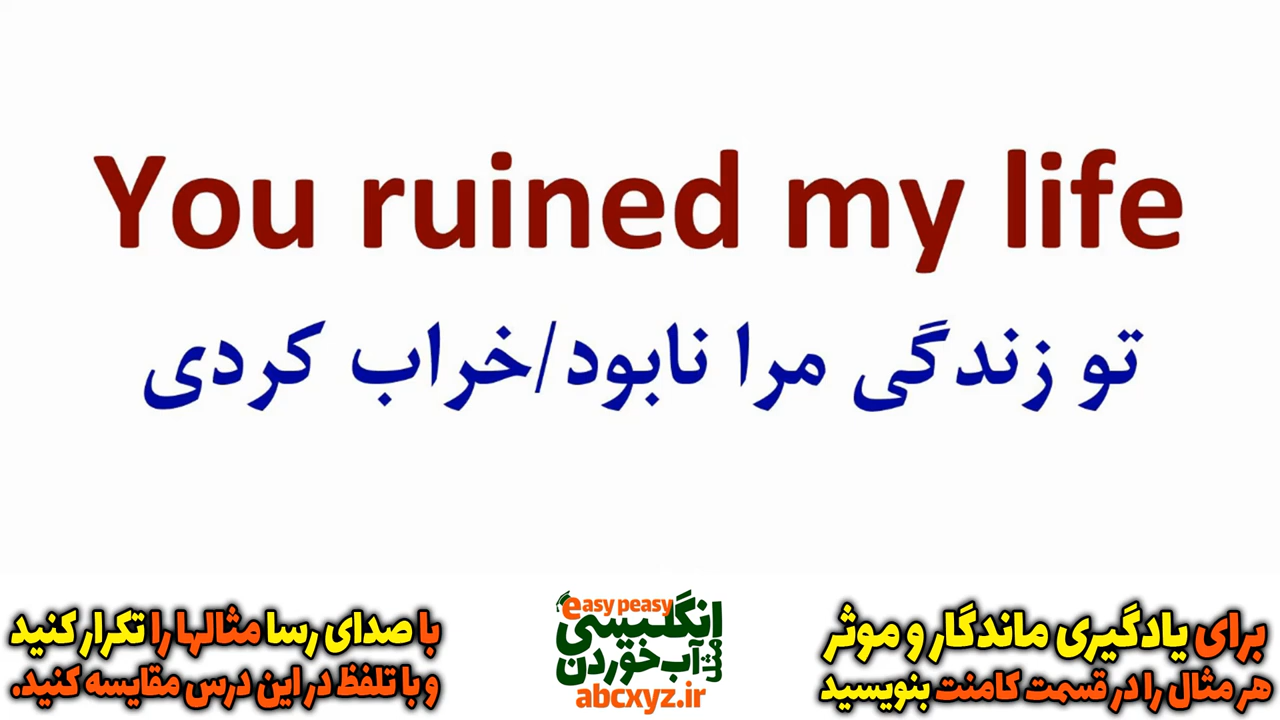 You ruined my life
تو زندگی مرا نابود/خراب کردی
برای یادگیری ماندگار و موثر
هر مثال را در قسمت کامنت بنویسید
easy peasy
انگلیسی
مثل آب خوردن
abcxyz.ir
با صدای رسا مثالها را تکرار کنید
و با تلفظ در این درس مقایسه کنید.